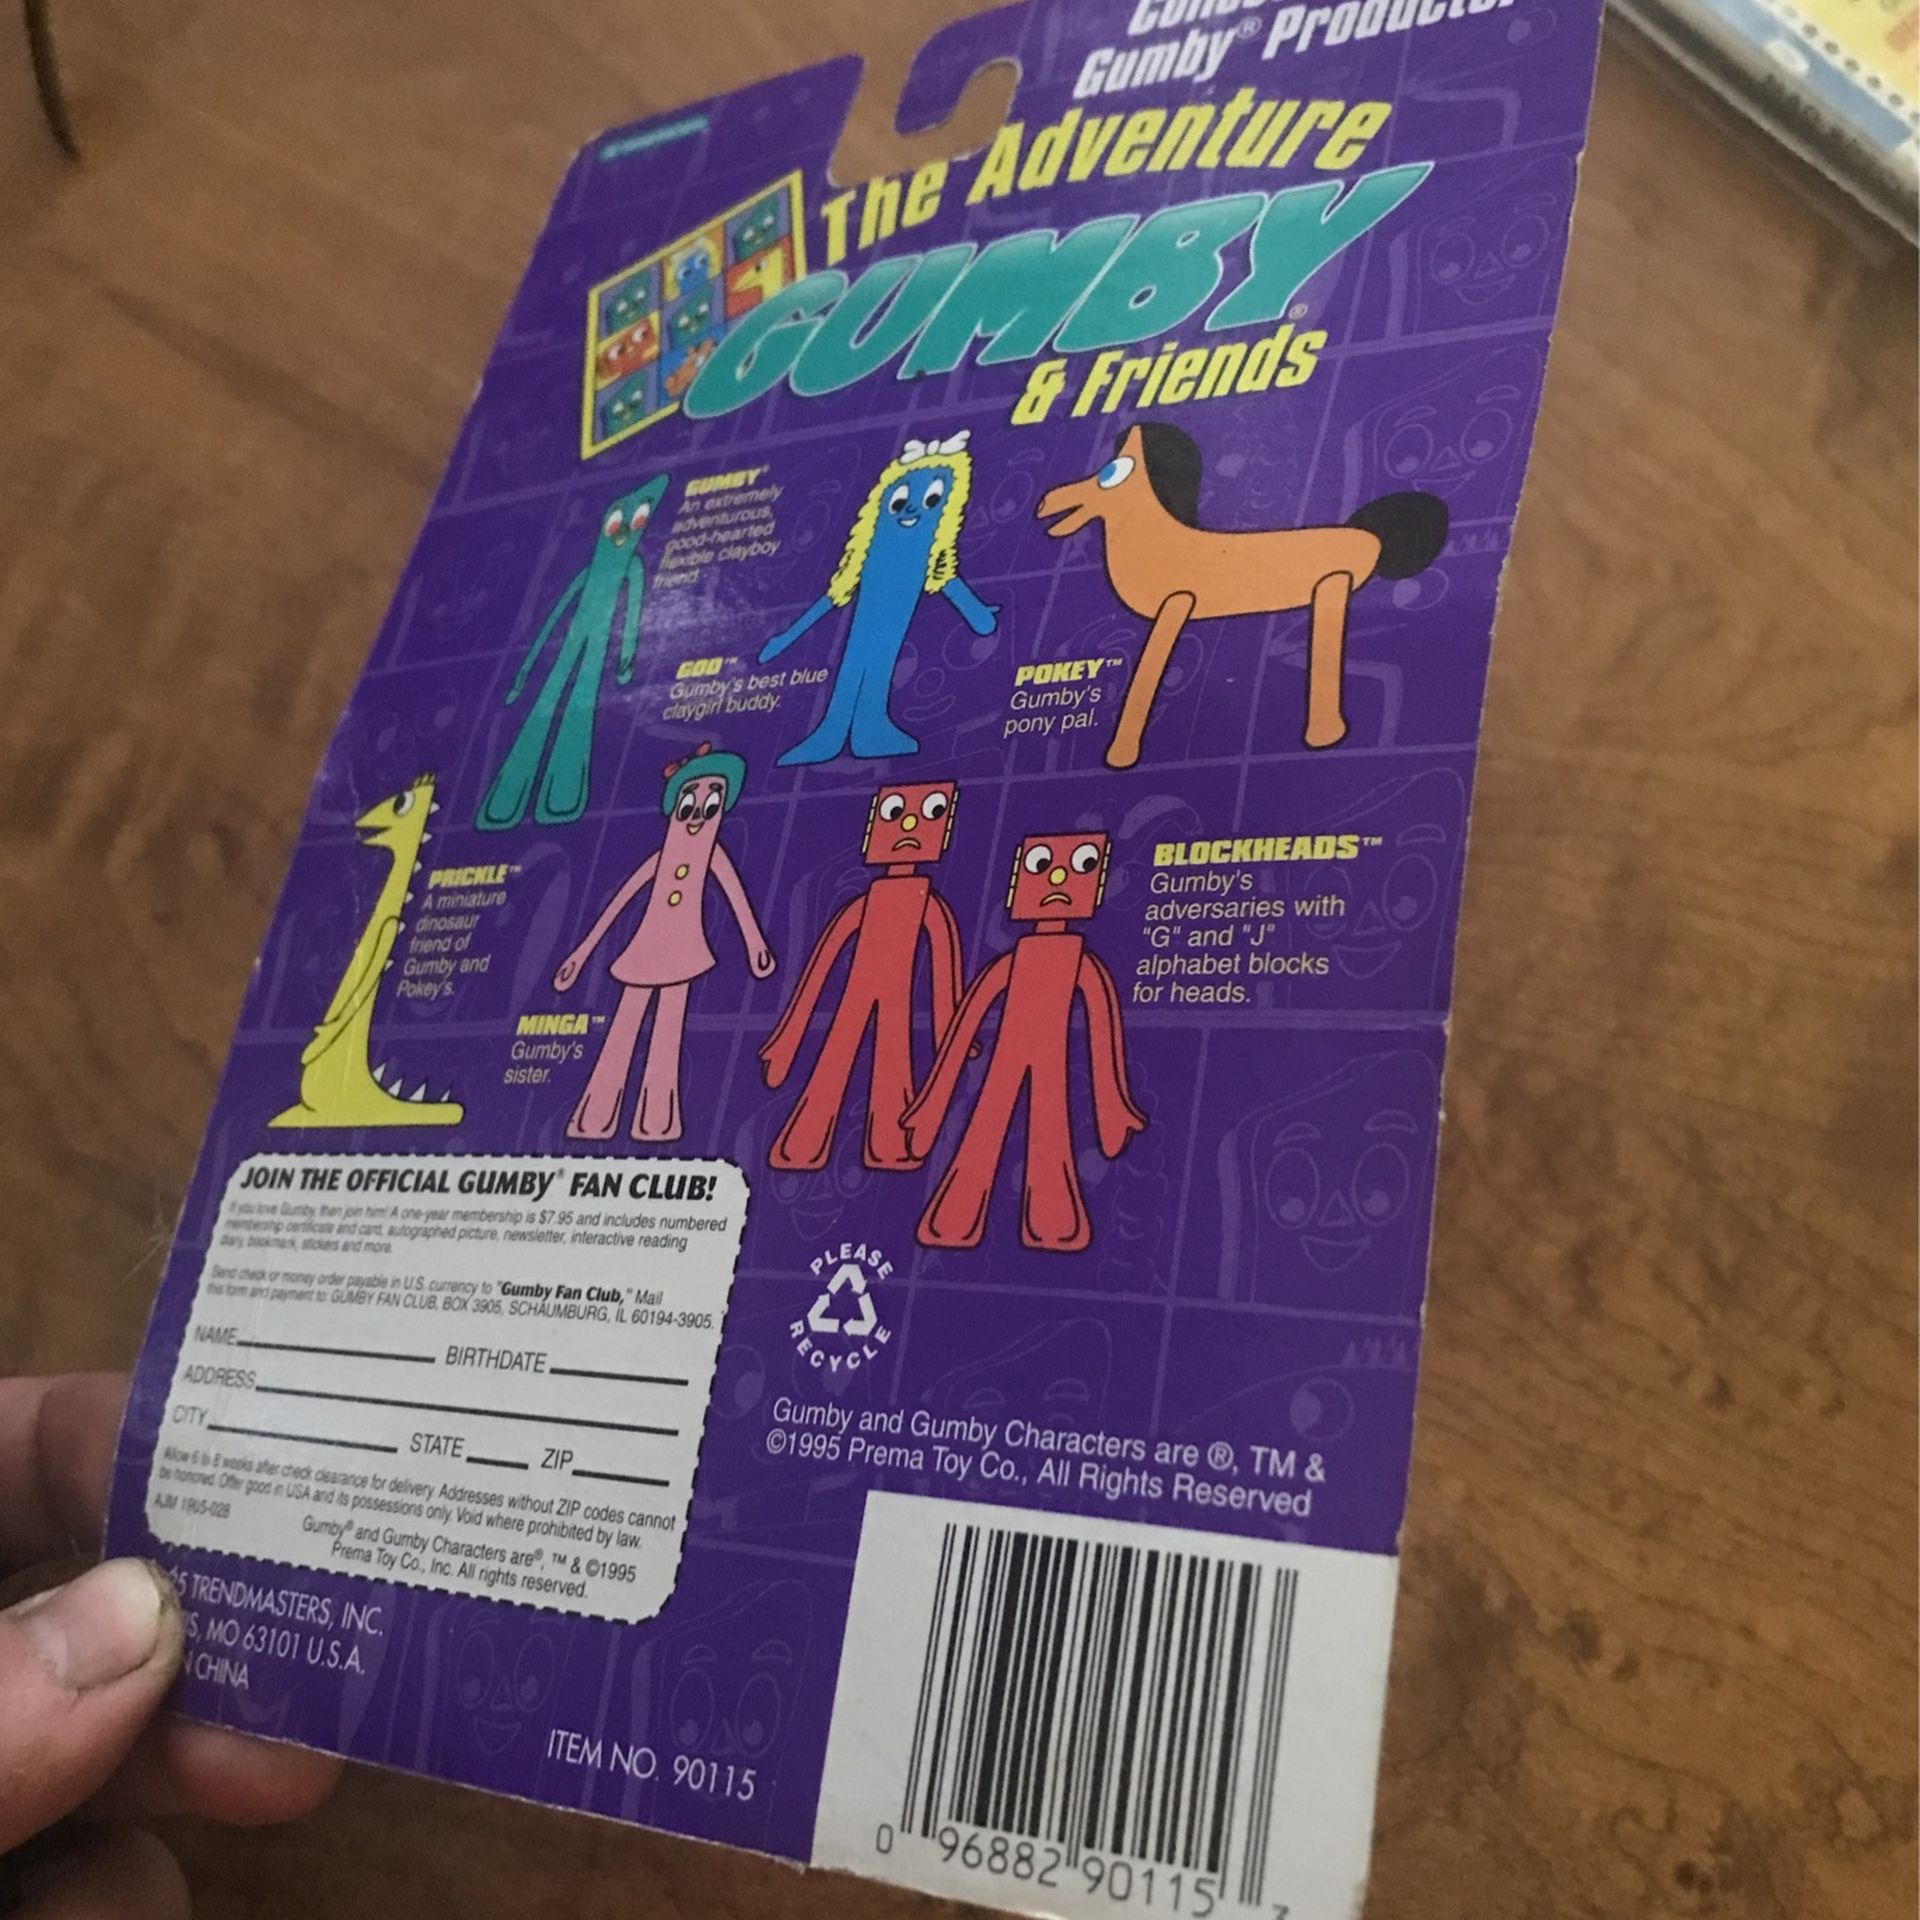 Gumby® Products!
The Adventure
GUMBY®
& Friends
GUMBY®
An extremely
adventurous,
good-hearted
flexible clayboy
friend.
GOO™
Gumby's best blue
claygirl buddy.
POKEY™
Gumby's
pony pal.
PRICKLE™
A miniature
dinosaur
friend of
Gumby and
Pokey's.
MINGA™
Gumby's
sister.
BLOCKHEADS™
Gumby's
adversaries with
"G" and "J"
alphabet blocks
for heads.
JOIN THE OFFICIAL GUMBY® FAN CLUB!
If you love Gumby, then join him! A one-year membership is $7.95 and includes numbered
membership certificate and card, autographed picture, newsletter, interactive reading
diary, bookmark, stickers and more.
Send check or money order payable in U.S. currency to "Gumby Fan Club," Mail
this form and payment to: GUMBY FAN CLUB, BOX 3905, SCHAUMBURG, IL 60194-3905.
NAME BIRTHDATE
ADDRESS
CITY STATE ZIP
Allow 6 to 8 weeks after check clearance for delivery. Addresses without ZIP codes cannot
be honored. Offer good in USA and its possessions only. Void where prohibited by law.
AJM 1905-028
Gumby® and Gumby Characters are®, ™ & ©1995
Prema Toy Co., Inc. All rights reserved.
PLEASE
RECYCLE
Gumby and Gumby Characters are ®, TM &
©1995 Prema Toy Co., All Rights Reserved
5 TRENDMASTERS, INC.
S, MO 63101 U.S.A.
N CHINA
ITEM NO. 90115
0 96882 90115